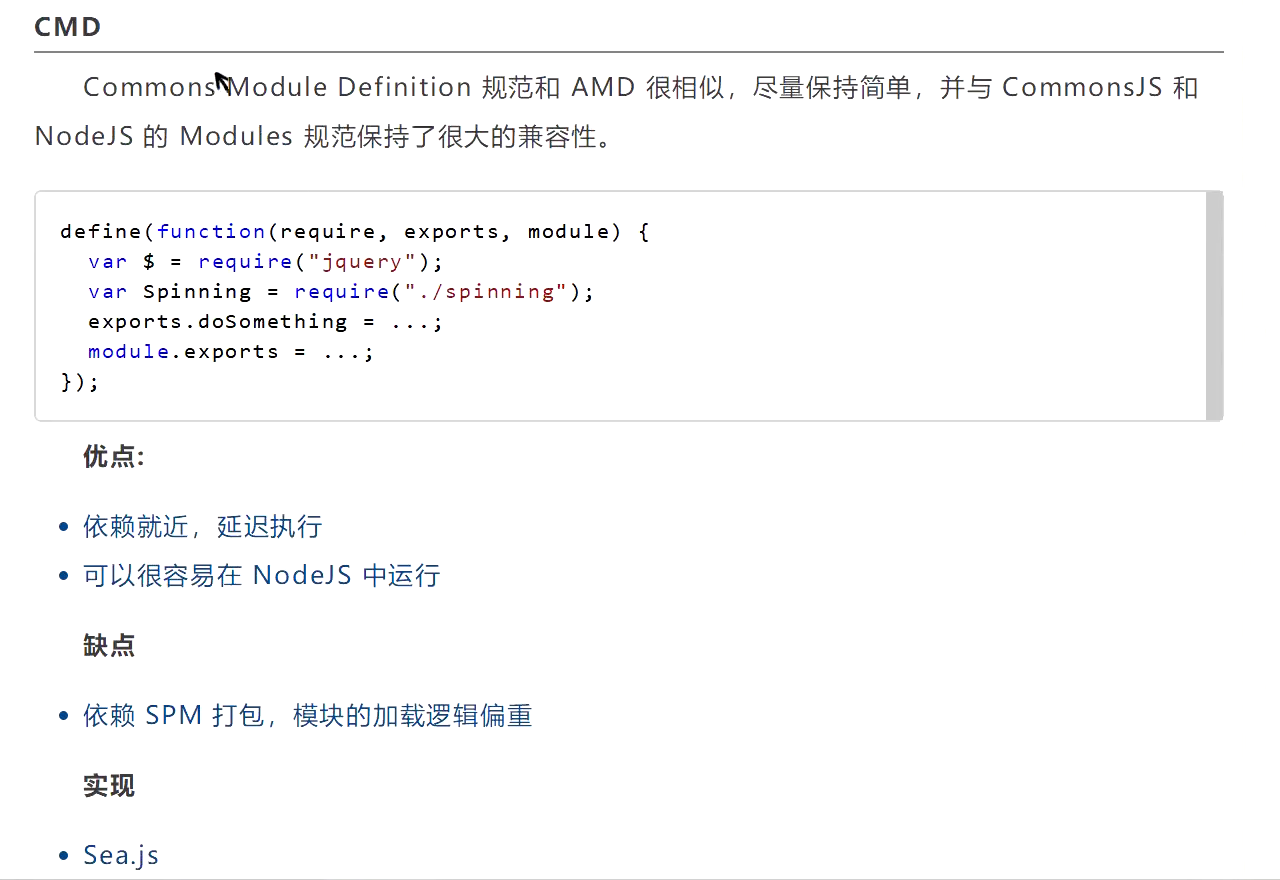 CMD
Commons Module Definition 规范和 AMD 很相似，尽量保持简单，并与 CommonsJS 和
NodeJS 的 Modules 规范保持了很大的兼容性。
define(function(require, exports, module) {
  var $ = require("jquery");
  var Spinning = require("./spinning");
  exports.doSomething = ...;
  module.exports = ...;
});
优点:
• 依赖就近，延迟执行
• 可以很容易在 NodeJS 中运行
缺点
• 依赖 SPM 打包，模块的加载逻辑偏重
实现
• Sea.js